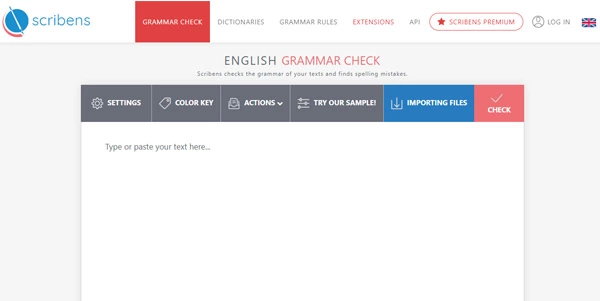 scribens
GRAMMAR CHECK DICTIONARIES GRAMMAR RULES EXTENSIONS API SCRIBENS PREMIUM LOG IN
ENGLISH GRAMMAR CHECK
Scribens checks the grammar of your texts and finds spelling mistakes.
SETTINGS COLOR KEY ACTIONS TRY OUR SAMPLE! IMPORTING FILES CHECK
Type or paste your text here...